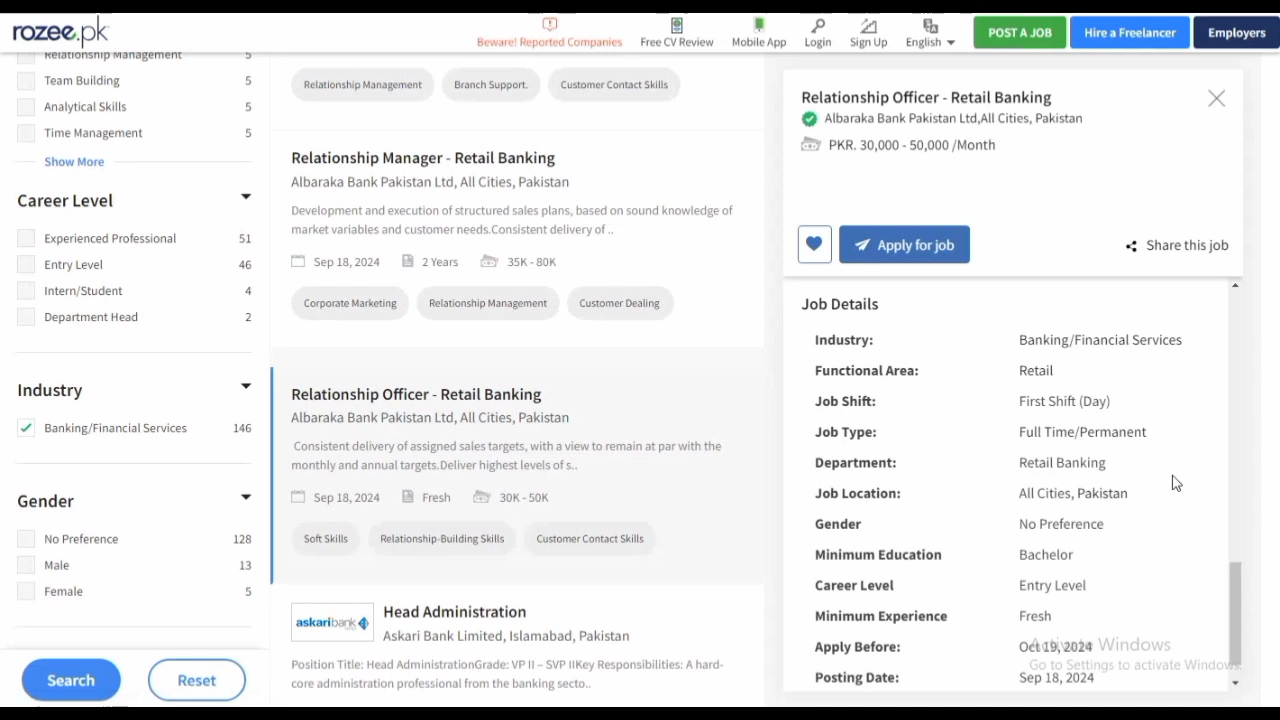 rozee.pk
Beware! Reported Companies
Free CV Review
Mobile App
Login
Sign Up
English
POST A JOB
Hire a Freelancer
Employers
Relationship Management 5
Team Building 5
Analytical Skills 5
Time Management 5
Show More
Career Level
Experienced Professional 51
Entry Level 46
Intern/Student 4
Department Head 2
Industry
Banking/Financial Services 146
Gender
No Preference 128
Male 13
Female 5
Search
Reset
Relationship Management Branch Support. Customer Contact Skills
Relationship Manager - Retail Banking
Albaraka Bank Pakistan Ltd, All Cities, Pakistan
Development and execution of structured sales plans, based on sound knowledge of
market variables and customer needs.Consistent delivery of ..
Sep 18, 2024 2 Years 35K - 80K
Corporate Marketing Relationship Management Customer Dealing
Relationship Officer - Retail Banking
Albaraka Bank Pakistan Ltd, All Cities, Pakistan
Consistent delivery of assigned sales targets, with a view to remain at par with the
monthly and annual targets.Deliver highest levels of s..
Sep 18, 2024 Fresh 30K - 50K
Soft Skills Relationship-Building Skills Customer Contact Skills
askaribank
Head Administration
Askari Bank Limited, Islamabad, Pakistan
Position Title: Head AdministrationGrade: VP II – SVP IIKey Responsibilities: A hard-
core administration professional from the banking secto..
Relationship Officer - Retail Banking
Albaraka Bank Pakistan Ltd,All Cities, Pakistan
PKR. 30,000 - 50,000 /Month
Apply for job
Share this job
Job Details
Industry: Banking/Financial Services
Functional Area: Retail
Job Shift: First Shift (Day)
Job Type: Full Time/Permanent
Department: Retail Banking
Job Location: All Cities, Pakistan
Gender No Preference
Minimum Education Bachelor
Career Level Entry Level
Minimum Experience Fresh
Apply Before: Oct 19, 2024
Posting Date: Sep 18, 2024
Activate Windows
Go to Settings to activate Windows.